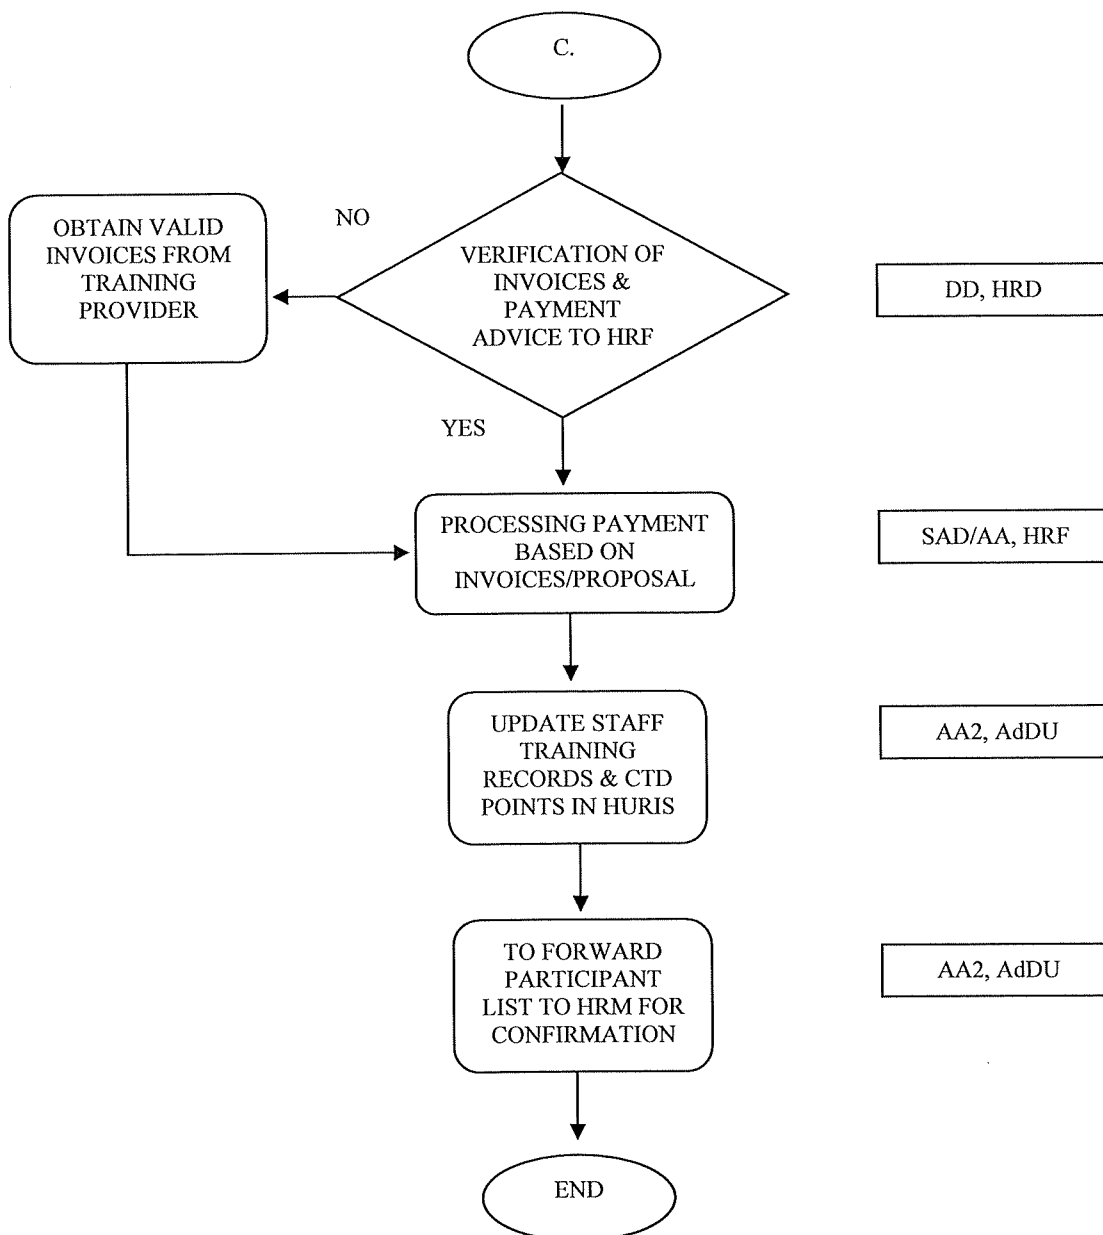 C.
NO
OBTAIN VALID
INVOICES FROM
TRAINING
PROVIDER
VERIFICATION OF
INVOICES &
PAYMENT
ADVICE TO HRF
DD, HRD
YES
PROCESSING PAYMENT
BASED ON
INVOICES/PROPOSAL
SAD/AA, HRF
UPDATE STAFF
TRAINING
RECORDS & CTD
POINTS IN HURIS
AA2, AdDU
TO FORWARD
PARTICIPANT
LIST TO HRM FOR
CONFIRMATION
AA2, AdDU
END